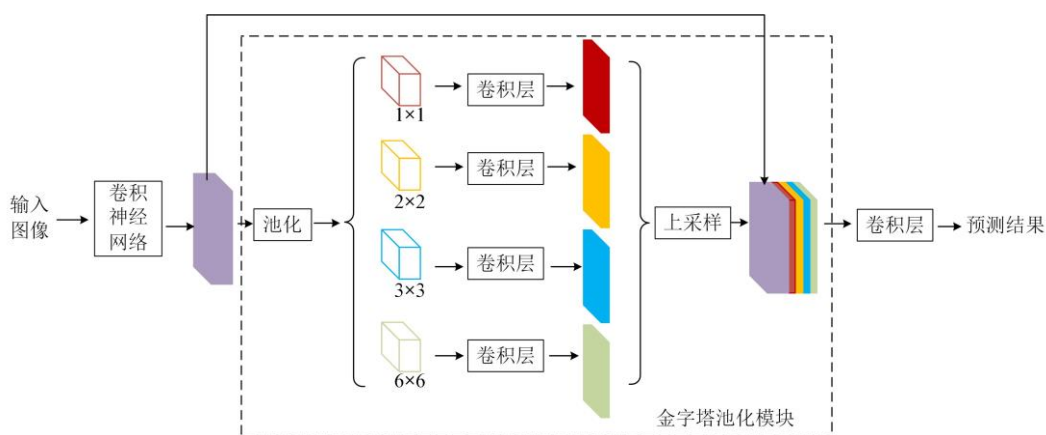 输入
图像
卷积
神经
网络
池化
1×1
卷积层
2×2
卷积层
3×3
卷积层
6×6
卷积层
上采样
卷积层
预测结果
金字塔池化模块